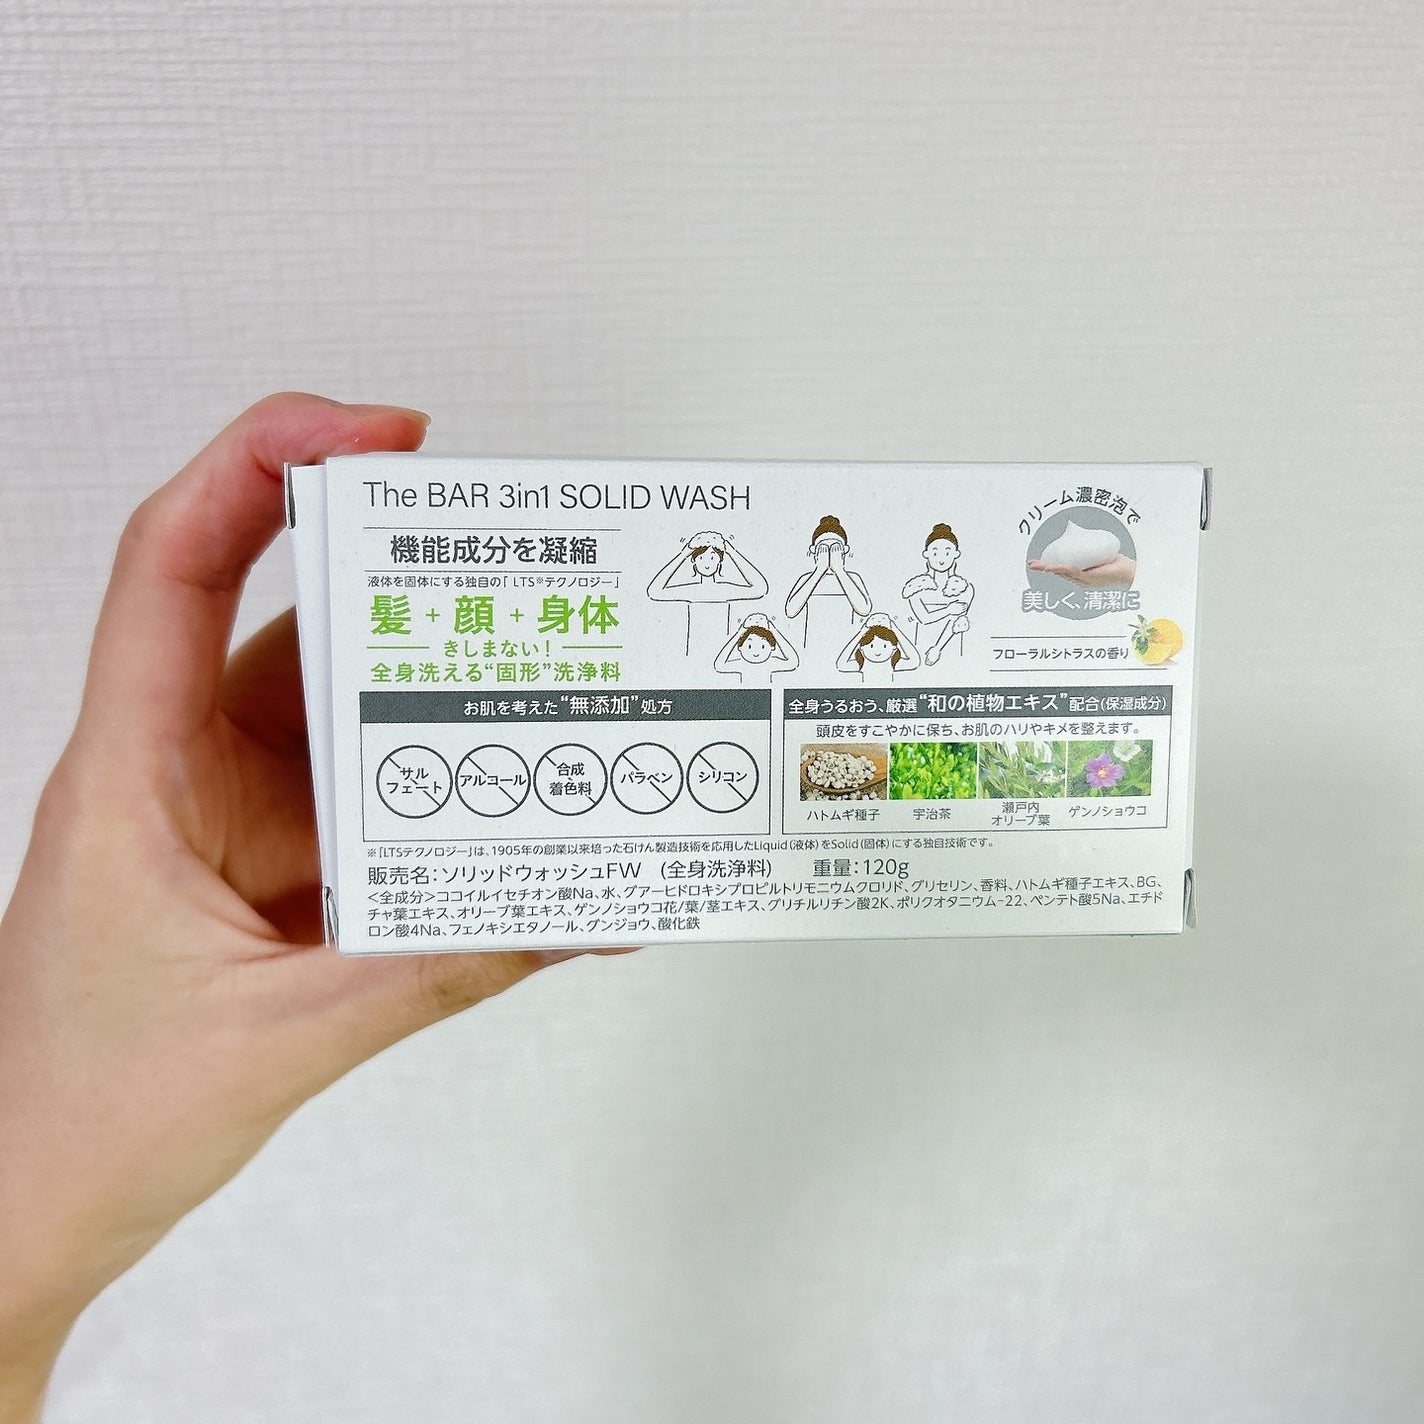 The BAR 3in1 SOLID WASH
機能成分を凝縮
液体を固体にする独自の「LTS※テクノロジー」
髪+顔+身体
きしまない!
全身洗える“固形”洗浄料
クリーム濃密泡で
美しく、清潔に
フローラルシトラスの香り
お肌を考えた“無添加”処方
サル
フェート
アルコール
合成
着色料
パラベン
シリコン
全身うるおう、厳選“和の植物エキス”配合(保湿成分)
頭皮をすこやかに保ち、お肌のハリやキメを整えます。
ハトムギ種子
宇治茶
瀬戸内
オリーブ葉
ゲンノショウコ
※「LTSテクノロジー」は、1905年の創業以来培った石けん製造技術を応用したLiquid(液体)をSolid(固体)にする独自技術です。
販売名:ソリッドウォッシュFW (全身洗浄料) 重量:120g
<全成分>ココイルイセチオン酸Na、水、グアーヒドロキシプロピルトリモニウムクロリド、グリセリン、香料、ハトムギ種子エキス、BG、
チャ葉エキス、オリーブ葉エキス、ゲンノショウコ花/葉/茎エキス、グリチルリチン酸2K、ポリクオタニウム-22、ペンテト酸5Na、エチド
ロン酸4Na、フェノキシエタノール、グンジョウ、酸化鉄